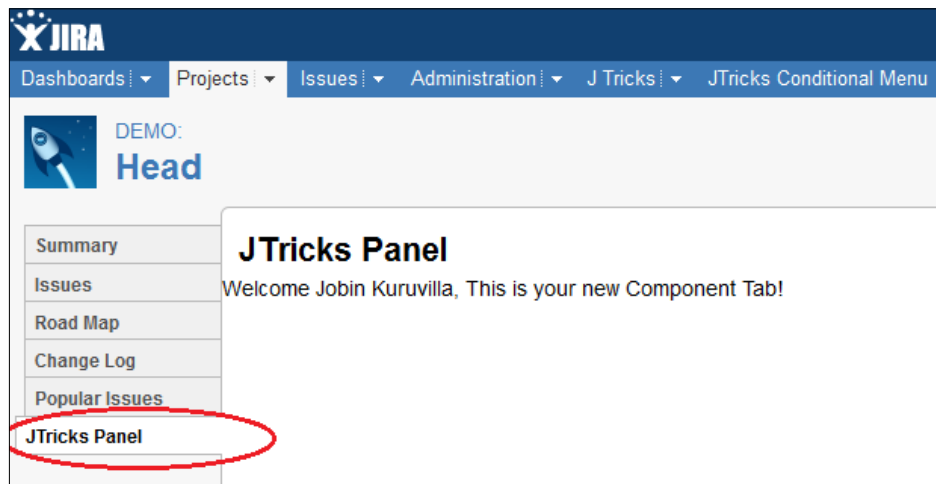 JIRA
Dashboards Projects Issues Administration J Tricks JTricks Conditional Menu
DEMO:
Head
Summary
Issues
Road Map
Change Log
Popular Issues
JTricks Panel
JTricks Panel
Welcome Jobin Kuruvilla, This is your new Component Tab!